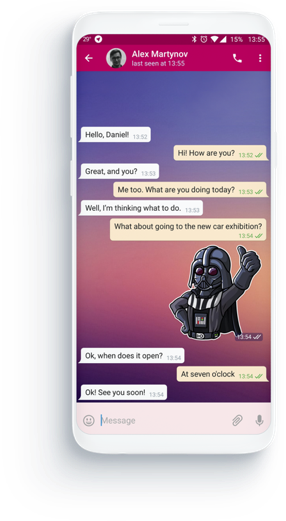 29° 15% 13:55
Alex Martynov
last seen at 13:55
Hello, Daniel! 13:52
Hi! How are you? 13:52
Great, and you? 13:53
Me too. What are you doing today? 13:53
Well, I'm thinking what to do. 13:53
What about going to the new car exhibition?
13:54
13:54
Ok, when does it open? 13:54
At seven o'clock 13:54
Ok! See you soon! 13:54
Message